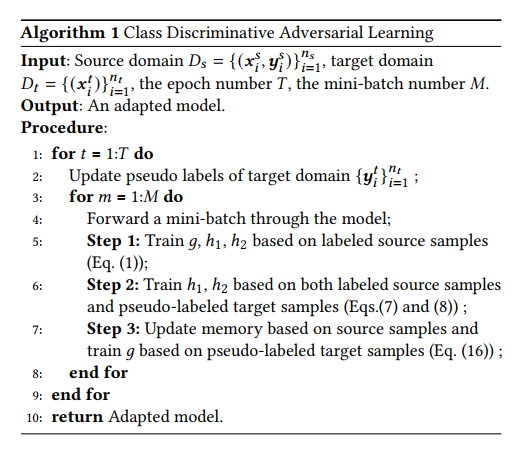 Algorithm 1 Class Discriminative Adversarial Learning
Input: Source domain $D_s = \{(\boldsymbol{x}_i^s, \boldsymbol{y}_i^s)\}_{i=1}^{n_s}$, target domain
$D_t = \{(\boldsymbol{x}_i^t)\}_{i=1}^{n_t}$, the epoch number $T$, the mini-batch number $M$.
Output: An adapted model.
Procedure:
1: for $t$ = 1:$T$ do
2: Update pseudo labels of target domain $\{\boldsymbol{y}_i^t\}_{i=1}^{n_t}$ ;
3: for $m$ = 1:$M$ do
4: Forward a mini-batch through the model;
5: Step 1: Train $g, h_1, h_2$ based on labeled source samples
(Eq. (1));
6: Step 2: Train $h_1, h_2$ based on both labeled source samples
and pseudo-labeled target samples (Eqs.(7) and (8)) ;
7: Step 3: Update memory based on source samples and
train $g$ based on pseudo-labeled target samples (Eq. (16)) ;
8: end for
9: end for
10: return Adapted model.